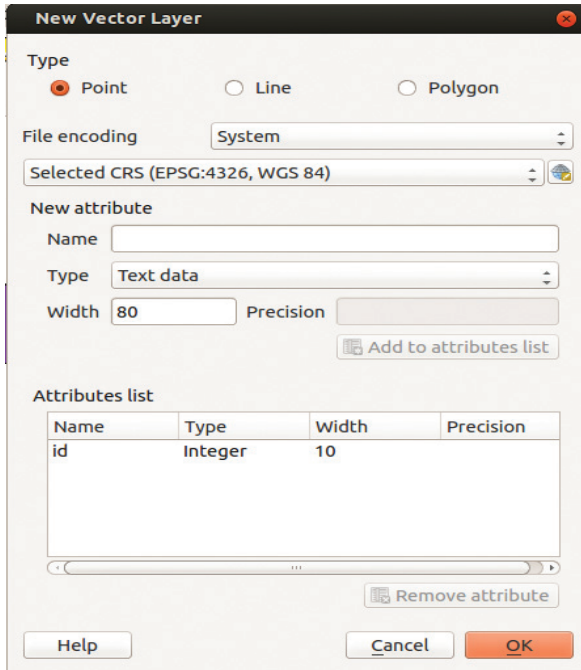 New Vector Layer
Type
Point Line Polygon
File encoding System
Selected CRS (EPSG:4326, WGS 84)
New attribute
Name
Type Text data
Width 80 Precision
Add to attributes list
Attributes list
Name Type Width Precision
id Integer 10
Remove attribute
Help Cancel OK